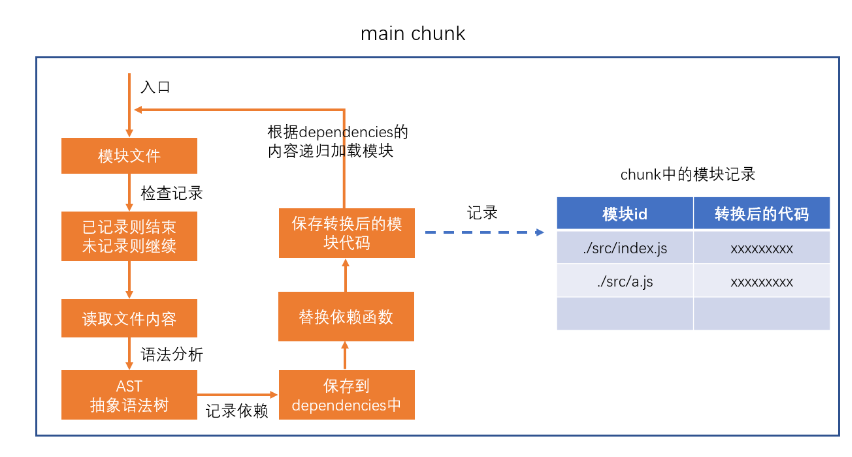 main chunk
入口
模块文件
检查记录
已记录则结束
未记录则继续
读取文件内容
语法分析
AST
抽象语法树
记录依赖
保存到
dependencies中
替换依赖函数
保存转换后的模
块代码
根据dependencies的
内容递归加载模块
记录
chunk中的模块记录
模块id 转换后的代码
./src/index.js xxxxxxxxx
./src/a.js xxxxxxxxx